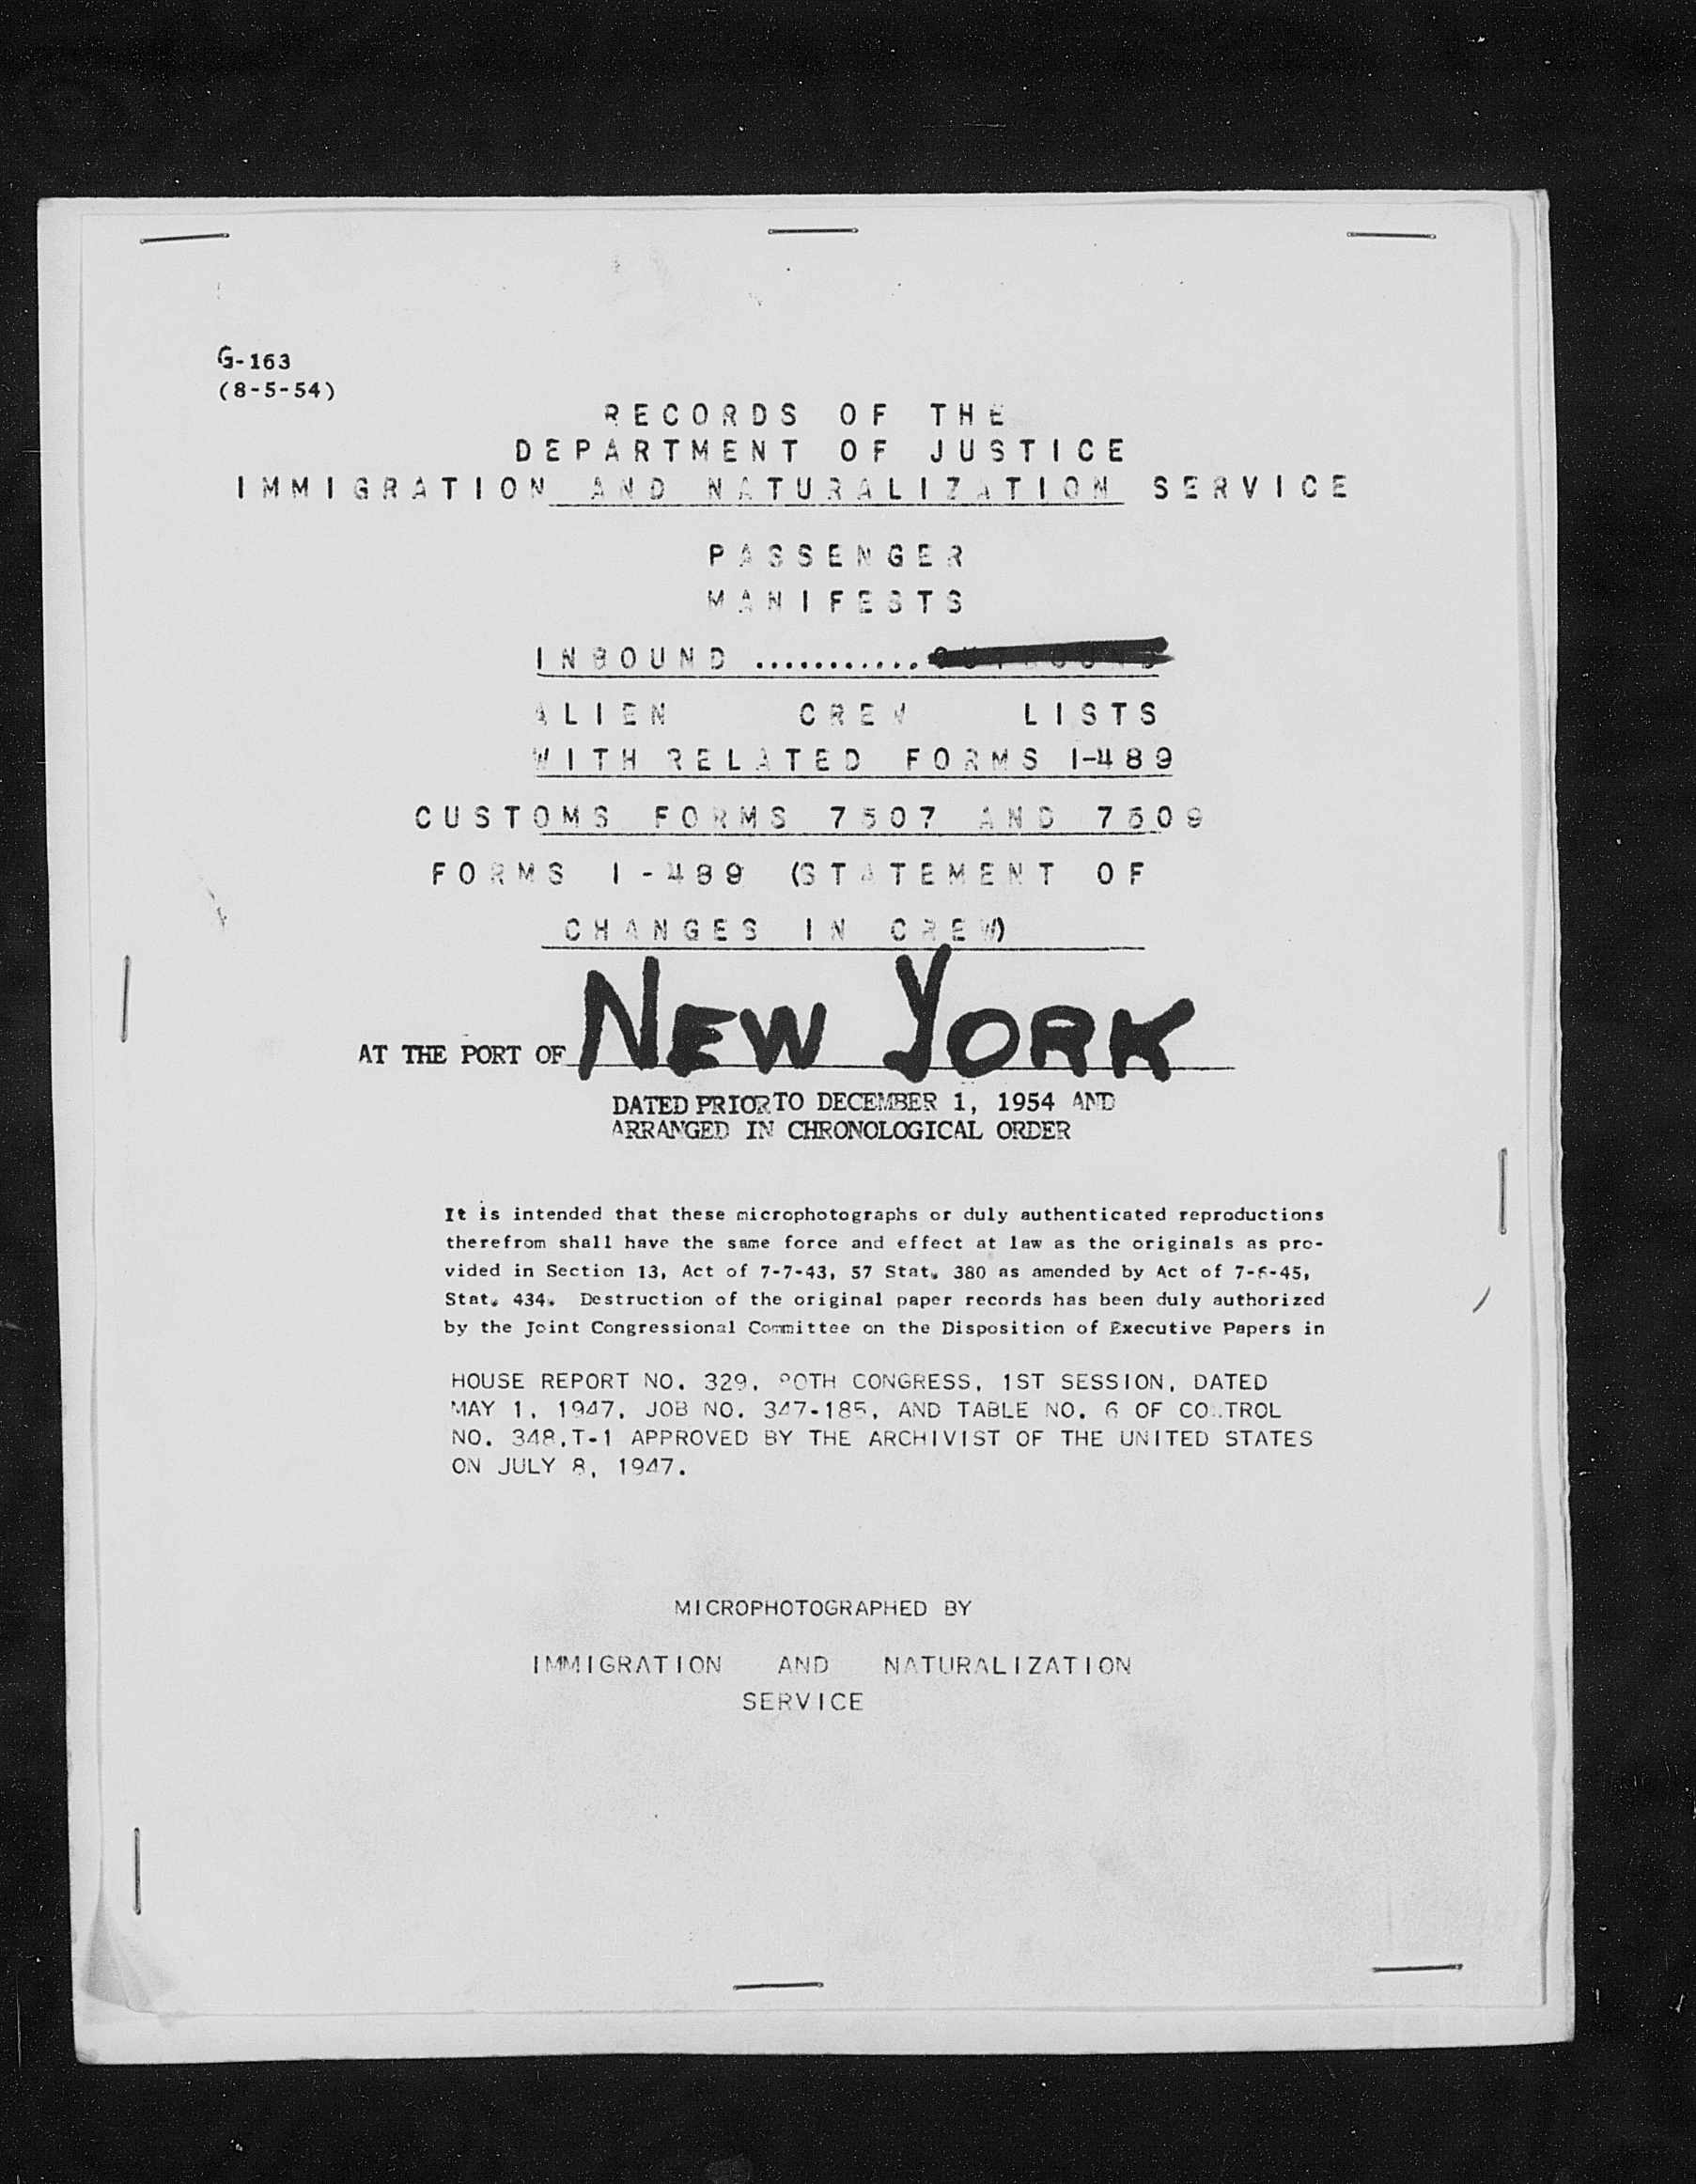 G-163
(8-5-54)
RECORDS OF THE
DEPARTMENT OF JUSTICE
IMMIGRATION AND NATURALIZATION SERVICE
PASSENGER
MANIFESTS
INBOUND ........... OUTBOUND
ALIEN CREW LISTS
WITH RELATED FORMS I-489
CUSTOMS FORMS 7507 AND 7509
FORMS I-489 (STATEMENT OF
CHANGES IN CREW)
AT THE PORT OF NEW YORK
DATED PRIOR TO DECEMBER 1, 1954 AND
ARRANGED IN CHRONOLOGICAL ORDER
It is intended that these microphotographs or duly authenticated reproductions
therefrom shall have the same force and effect at law as the originals as pro-
vided in Section 13, Act of 7-7-43, 57 Stat. 380 as amended by Act of 7-6-45,
Stat. 434. Destruction of the original paper records has been duly authorized
by the Joint Congressional Committee on the Disposition of Executive Papers in
HOUSE REPORT NO. 329, 80TH CONGRESS, 1ST SESSION, DATED
MAY 1, 1947, JOB NO. 347-185, AND TABLE NO. 6 OF CONTROL
NO. 348,T-1 APPROVED BY THE ARCHIVIST OF THE UNITED STATES
ON JULY 8, 1947.
MICROPHOTOGRAPHED BY
IMMIGRATION AND NATURALIZATION
SERVICE